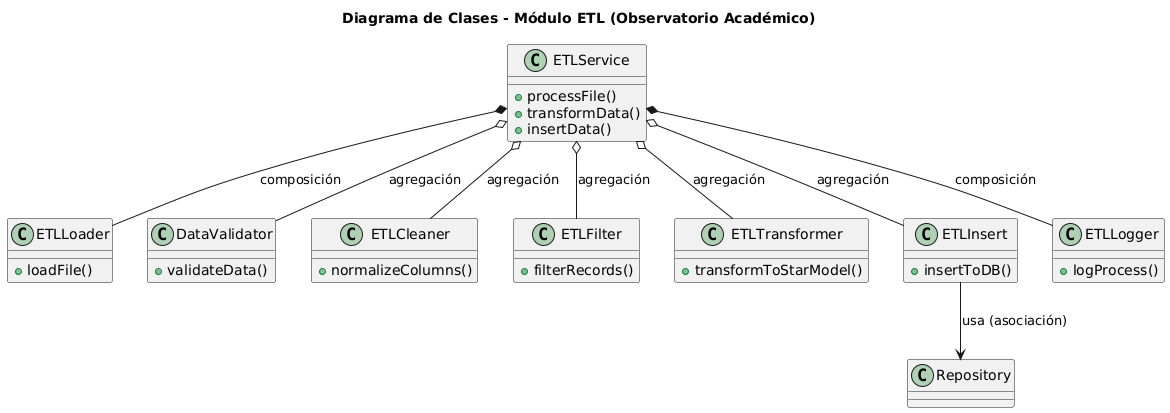 Diagrama de Clases - Módulo ETL (Observatorio Académico)
C ETLService
processFile()
transformData()
insertData()
composición
agregación
agregación
agregación
agregación
agregación
composición
C ETLLoader
loadFile()
C DataValidator
validateData()
C ETLCleaner
normalizeColumns()
C ETLFilter
filterRecords()
C ETLTransformer
transformToStarModel()
C ETLInsert
insertToDB()
C ETLLogger
logProcess()
usa (asociación)
C Repository